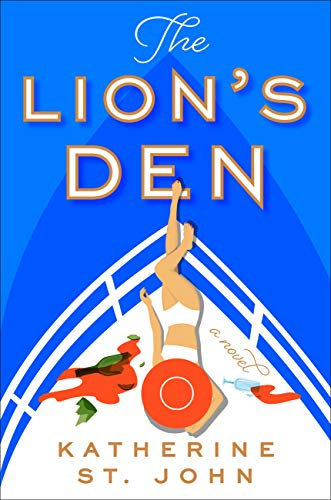 The
LION'S
DEN
a novel
KATHERINE
ST. JOHN